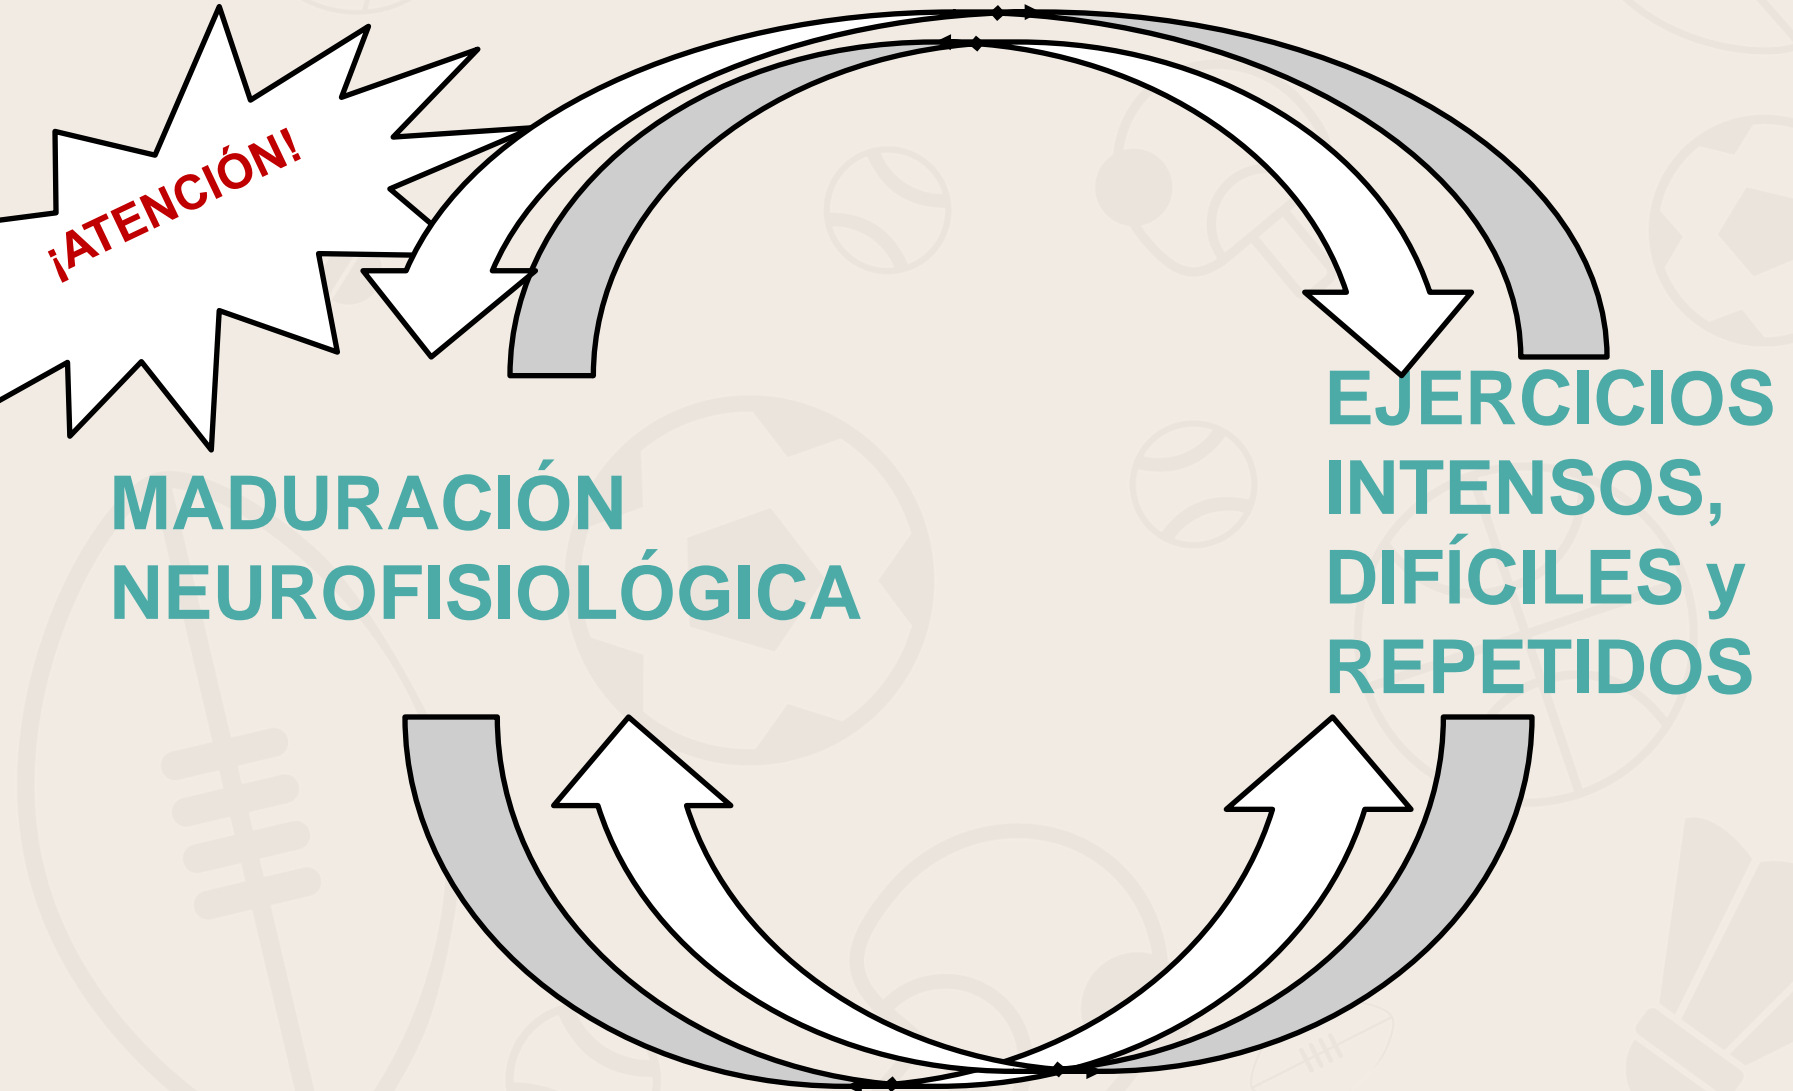 ¡ATENCIÓN!
MADURACIÓN
NEUROFISIOLÓGICA
EJERCICIOS
INTENSOS,
DIFÍCILES y
REPETIDOS